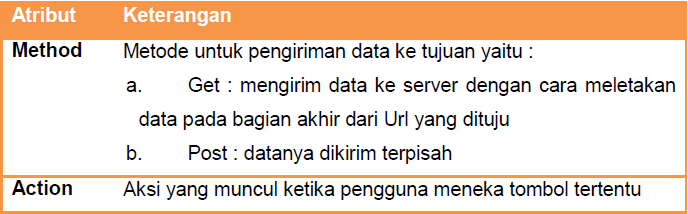 Atribut Keterangan
Method Metode untuk pengiriman data ke tujuan yaitu :
a. Get : mengirim data ke server dengan cara meletakan
data pada bagian akhir dari Url yang dituju
b. Post : datanya dikirim terpisah
Action Aksi yang muncul ketika pengguna meneka tombol tertentu